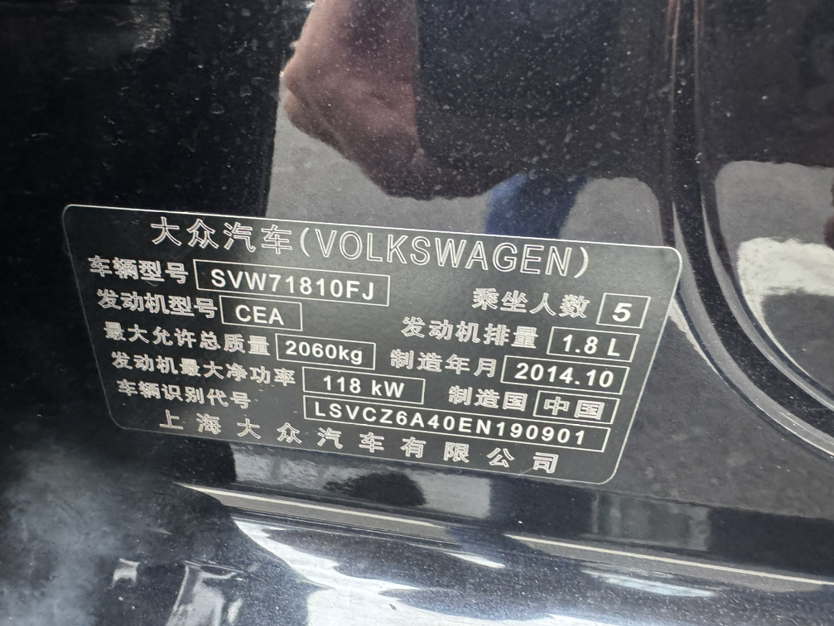 大众汽车(VOLKSWAGEN)
车辆型号 SVW71810FJ 乘坐人数 5
发动机型号 CEA 发动机排量 1.8 L
最大允许总质量 2060kg 制造年月 2014.10
发动机最大净功率 118 kW 制造国 中国
车辆识别代号 LSVCZ6A40EN190901
上海大众汽车有限公司